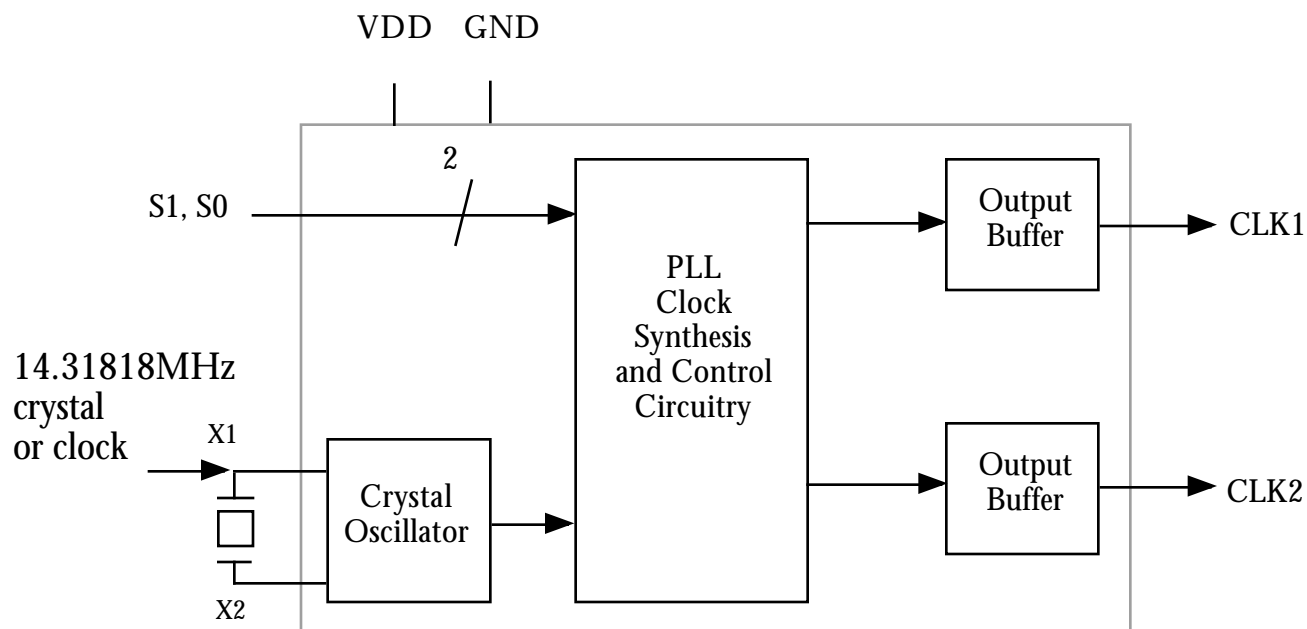 VDD GND
2
S1, S0
Output
Buffer
CLK1
PLL
Clock
Synthesis
and Control
Circuitry
14.31818MHz
crystal
or clock
X1
Crystal
Oscillator
Output
Buffer
CLK2
X2